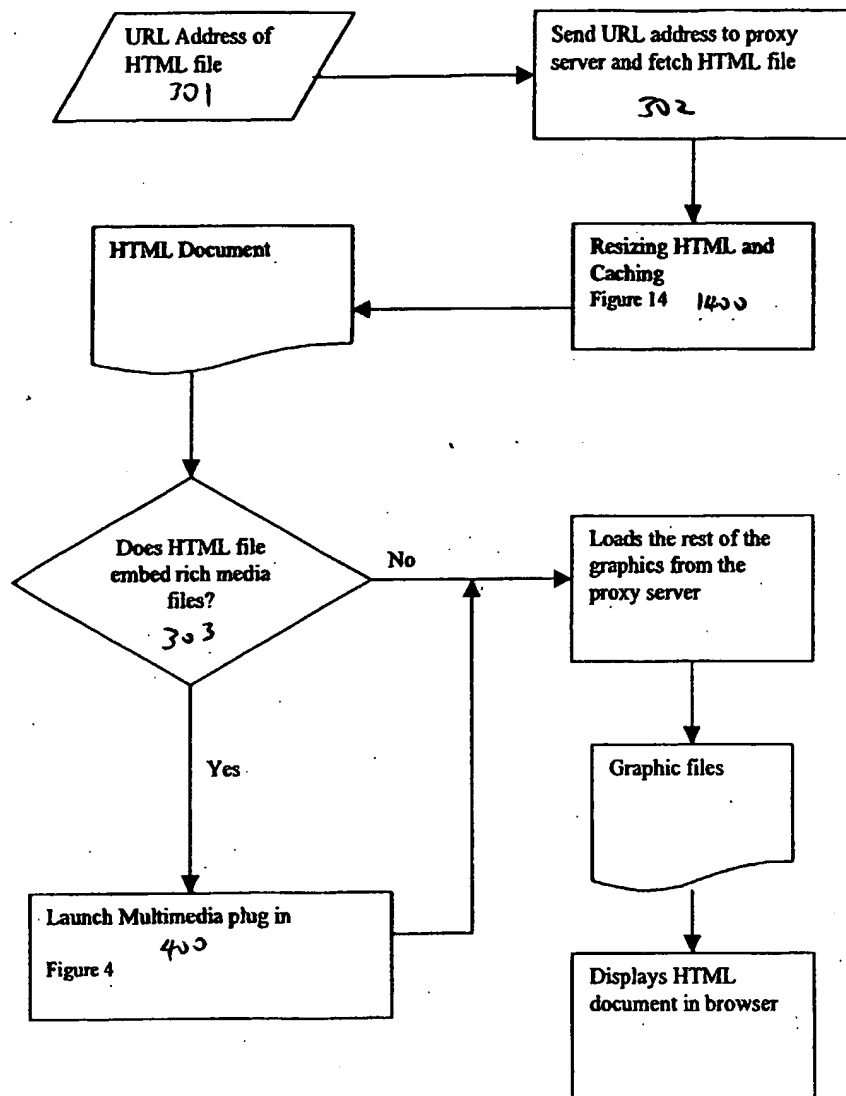 URL Address of
HTML file
301
Send URL address to proxy
server and fetch HTML file
302
HTML Document
Resizing HTML and
Caching
Figure 14 1400
Does HTML file
embed rich media
files?
303
No
Loads the rest of the
graphics from the
proxy server
Yes
Graphic files
Launch Multimedia plug in
400
Figure 4
Displays HTML
document in browser